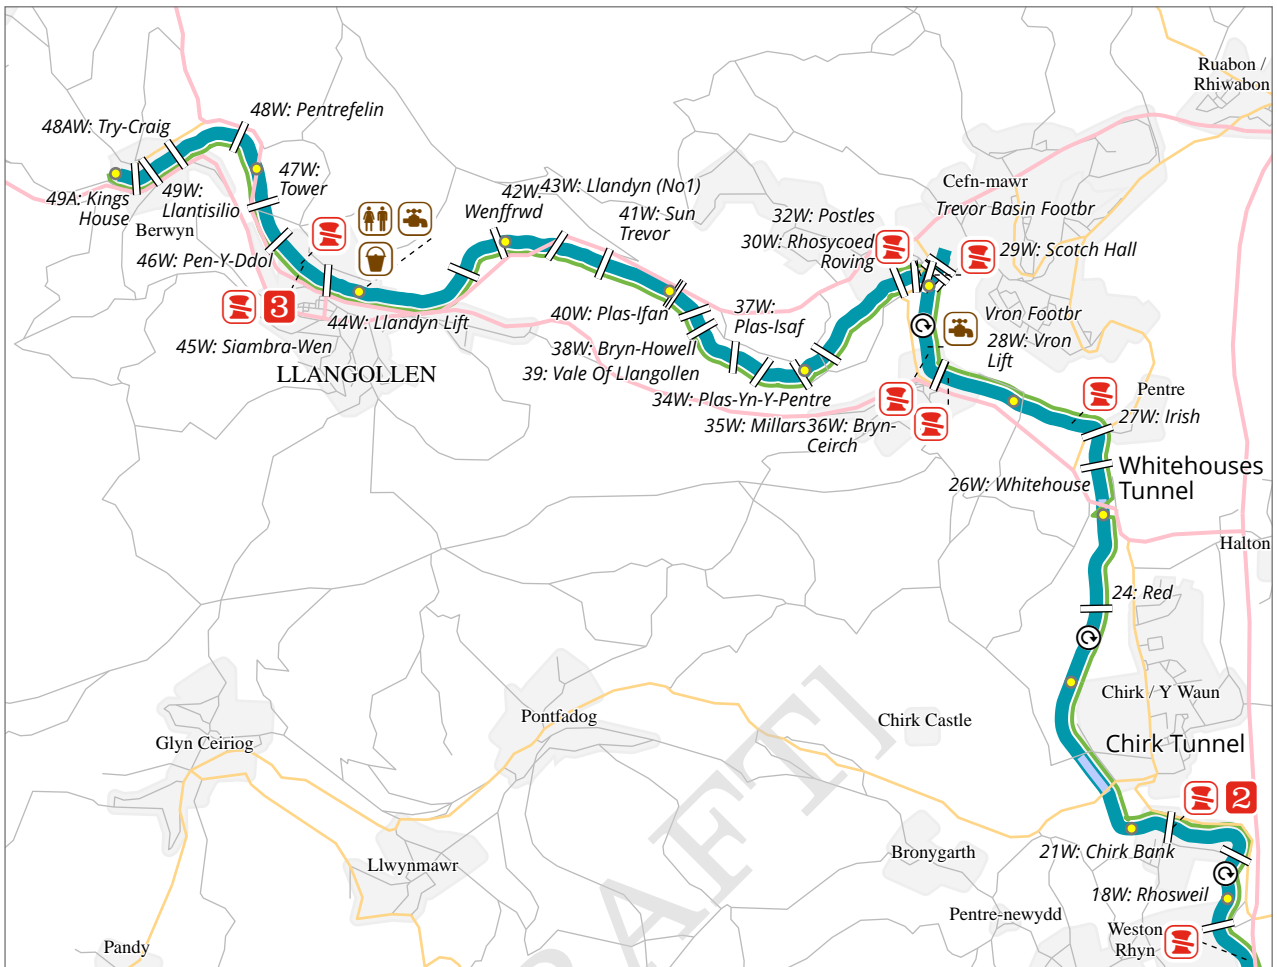 Ruabon /
Rhiwabon
48W: Pentrefelin
48AW: Try-Craig
47W:
Tower
49A: Kings
House
49W:
Llantisilio
Berwyn
46W: Pen-Y-Ddol
42W:
Wenffrwd
43W: Llandyn (No1)
41W: Sun
Trevor
32W: Postles
30W: Rhosycoed
Roving
Cefn-mawr
Trevor Basin Footbr
29W: Scotch Hall
3
44W: Llandyn Lift
45W: Siambra-Wen
LLANGOLLEN
40W: Plas-Ifan
37W:
Plas-Isaf
38W: Bryn-Howell
39: Vale Of Llangollen
34W: Plas-Yn-Y-Pentre
35W: Millars
36W: Bryn-
Ceirch
Vron Footbr
28W: Vron
Lift
Pentre
27W: Irish
26W: Whitehouse
Whitehouses
Tunnel
Halton
24: Red
Chirk / Y Waun
Chirk Castle
Chirk Tunnel
Pontfadog
Glyn Ceiriog
2
21W: Chirk Bank
Bronygarth
Llwynmawr
18W: Rhosweil
Pentre-newydd
Weston
Rhyn
Pandy
RAFT]